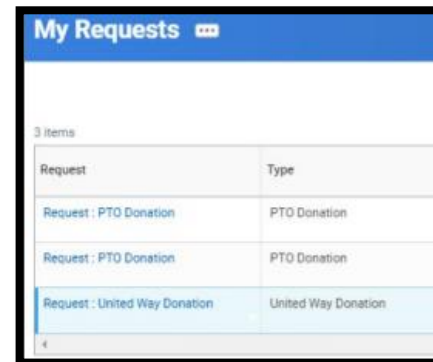 My Requests
3 items
Request Type
Request : PTO Donation PTO Donation
Request : PTO Donation PTO Donation
Request : United Way Donation United Way Donation